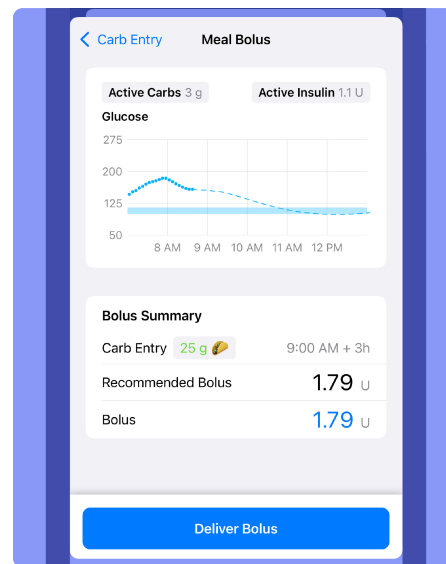 Carb Entry Meal Bolus
Active Carbs 3 g Active Insulin 1.1 U
Glucose
275
200
125
50
8 AM 9 AM 10 AM 11 AM 12 PM
Bolus Summary
Carb Entry 25 g 🌮 9:00 AM + 3h
Recommended Bolus 1.79 U
Bolus 1.79 U
Deliver Bolus